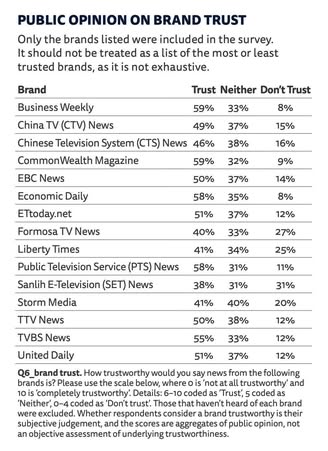 PUBLIC OPINION ON BRAND TRUST
Only the brands listed were included in the survey.
It should not be treated as a list of the most or least
trusted brands, as it is not exhaustive.
Brand Trust Neither Don't Trust
Business Weekly 59% 33% 8%
China TV (CTV) News 49% 37% 15%
Chinese Television System (CTS) News 46% 38% 16%
CommonWealth Magazine 59% 32% 9%
EBC News 50% 37% 14%
Economic Daily 58% 35% 8%
ETtoday.net 51% 37% 12%
Formosa TV News 40% 33% 27%
Liberty Times 41% 34% 25%
Public Television Service (PTS) News 58% 31% 11%
Sanlih E-Television (SET) News 38% 31% 31%
Storm Media 41% 40% 20%
TTV News 50% 38% 12%
TVBS News 55% 33% 12%
United Daily 51% 37% 12%
Q6_brand trust. How trustworthy would you say news from the following
brands is? Please use the scale below, where 0 is 'not at all trustworthy' and
10 is 'completely trustworthy'. Details: 6–10 coded as 'Trust', 5 coded as
'Neither', 0–4 coded as 'Don't trust'. Those that haven't heard of each brand
were excluded. Whether respondents consider a brand trustworthy is their
subjective judgement, and the scores are aggregates of public opinion, not
an objective assessment of underlying trustworthiness.